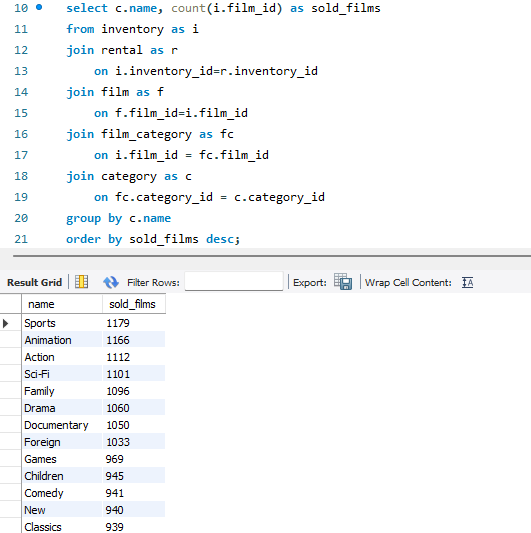 10 select c.name, count(i.film_id) as sold_films
11 from inventory as i
12 join rental as r
13 on i.inventory_id=r.inventory_id
14 join film as f
15 on f.film_id=i.film_id
16 join film_category as fc
17 on i.film_id = fc.film_id
18 join category as c
19 on fc.category_id = c.category_id
20 group by c.name
21 order by sold_films desc;
Result Grid Filter Rows: Export: Wrap Cell Content: IA
name sold_films
Sports 1179
Animation 1166
Action 1112
Sci-Fi 1101
Family 1096
Drama 1060
Documentary 1050
Foreign 1033
Games 969
Children 945
Comedy 941
New 940
Classics 939